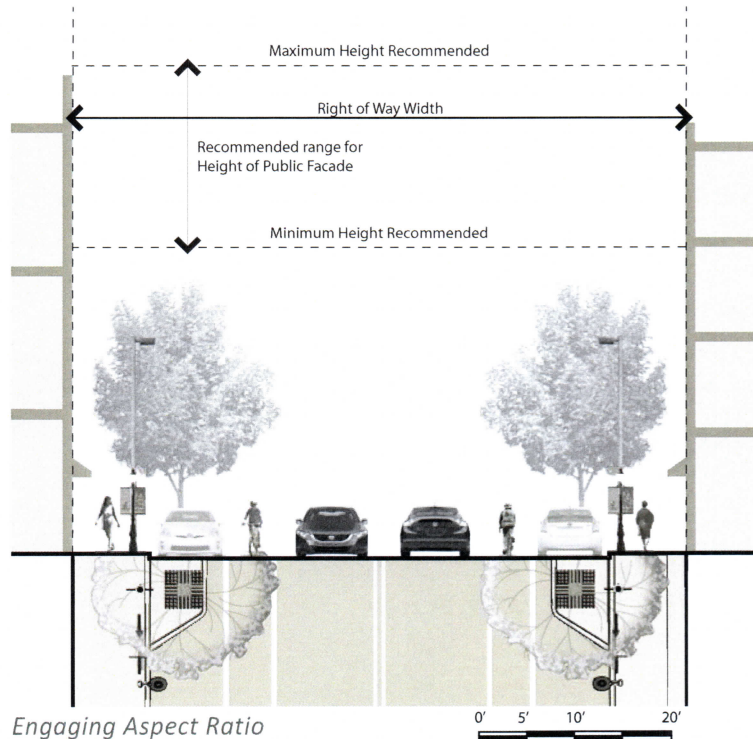 Maximum Height Recommended
Right of Way Width
Recommended range for
Height of Public Facade
Minimum Height Recommended
Engaging Aspect Ratio
0' 5' 10' 20'